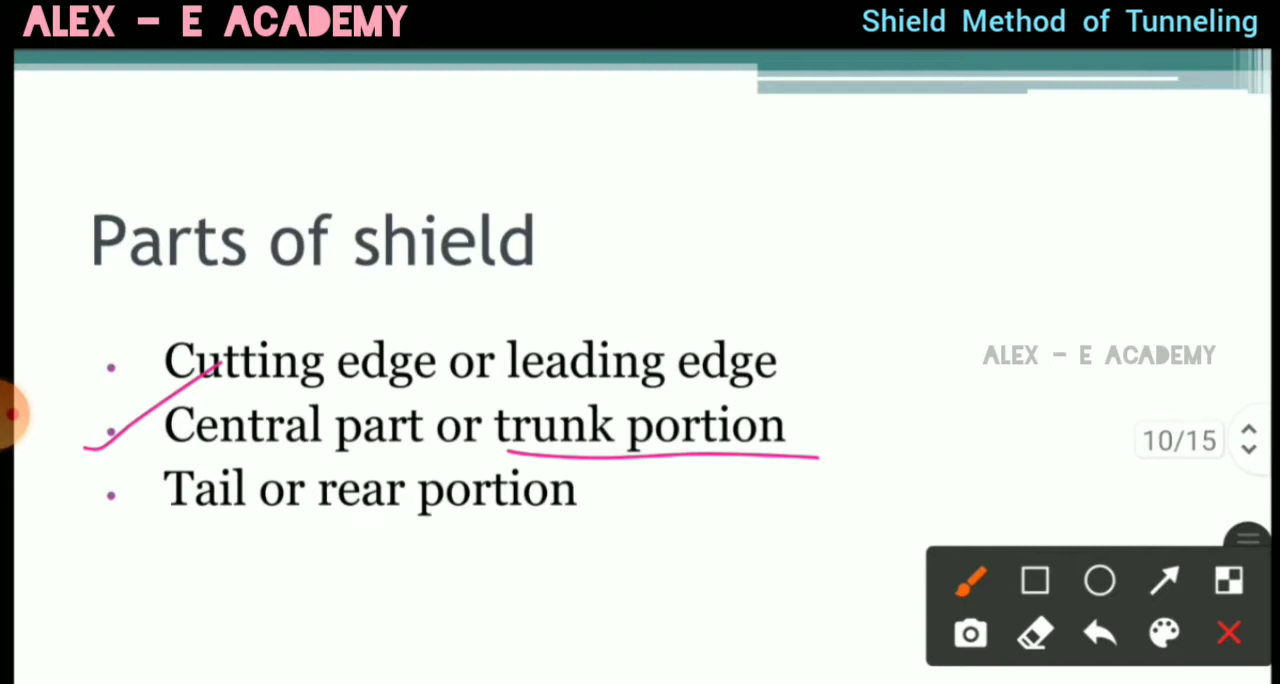 ALEX - E ACADEMY
Shield Method of Tunneling
Parts of shield
• Cutting edge or leading edge
• Central part or trunk portion
• Tail or rear portion
ALEX - E ACADEMY
10/15